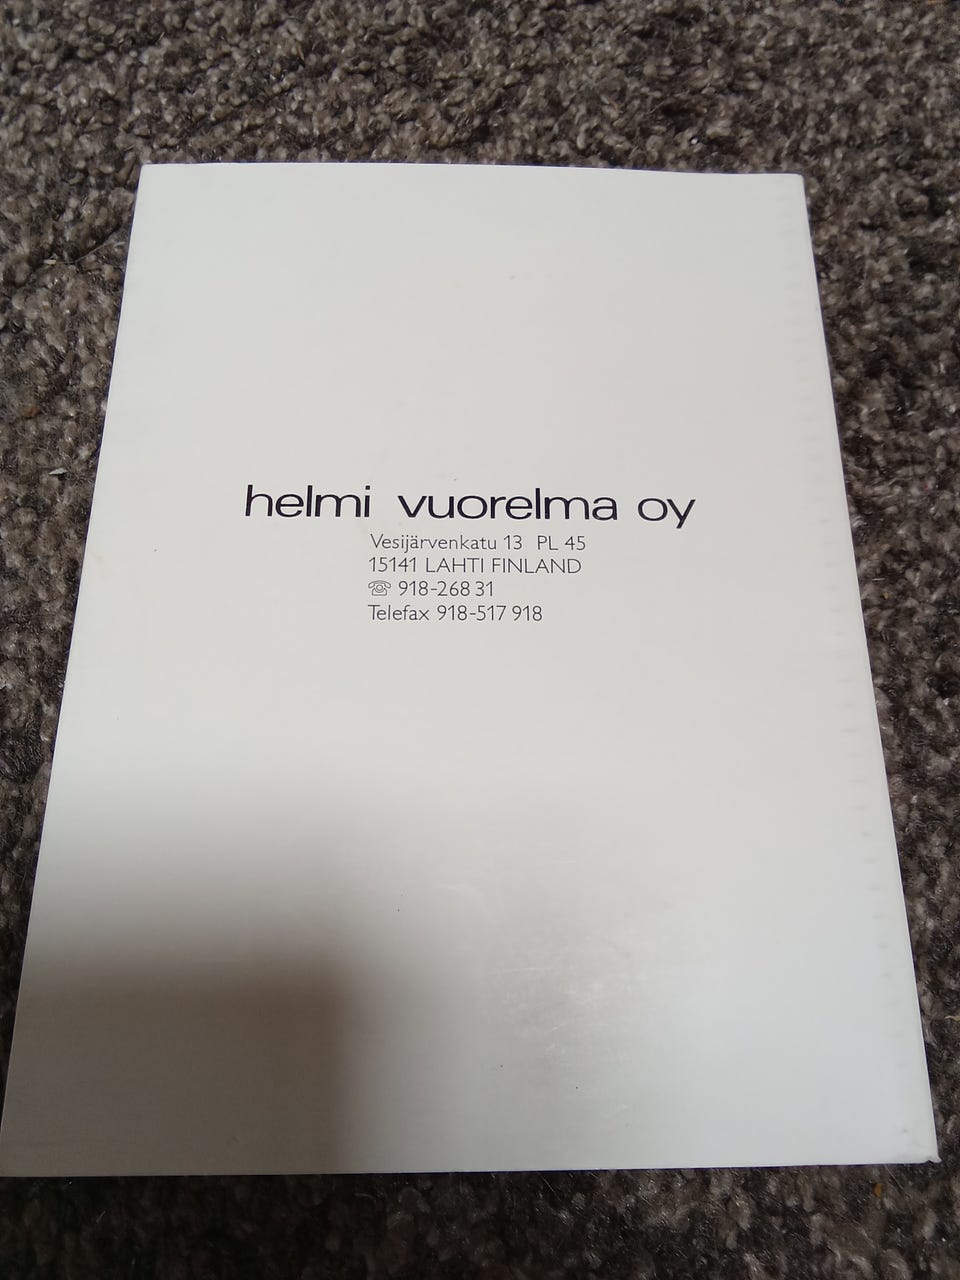 helmi vuorelma oy
Vesijärvenkatu 13 PL 45
15141 LAHTI FINLAND
☏ 918-268 31
Telefax 918-517 918